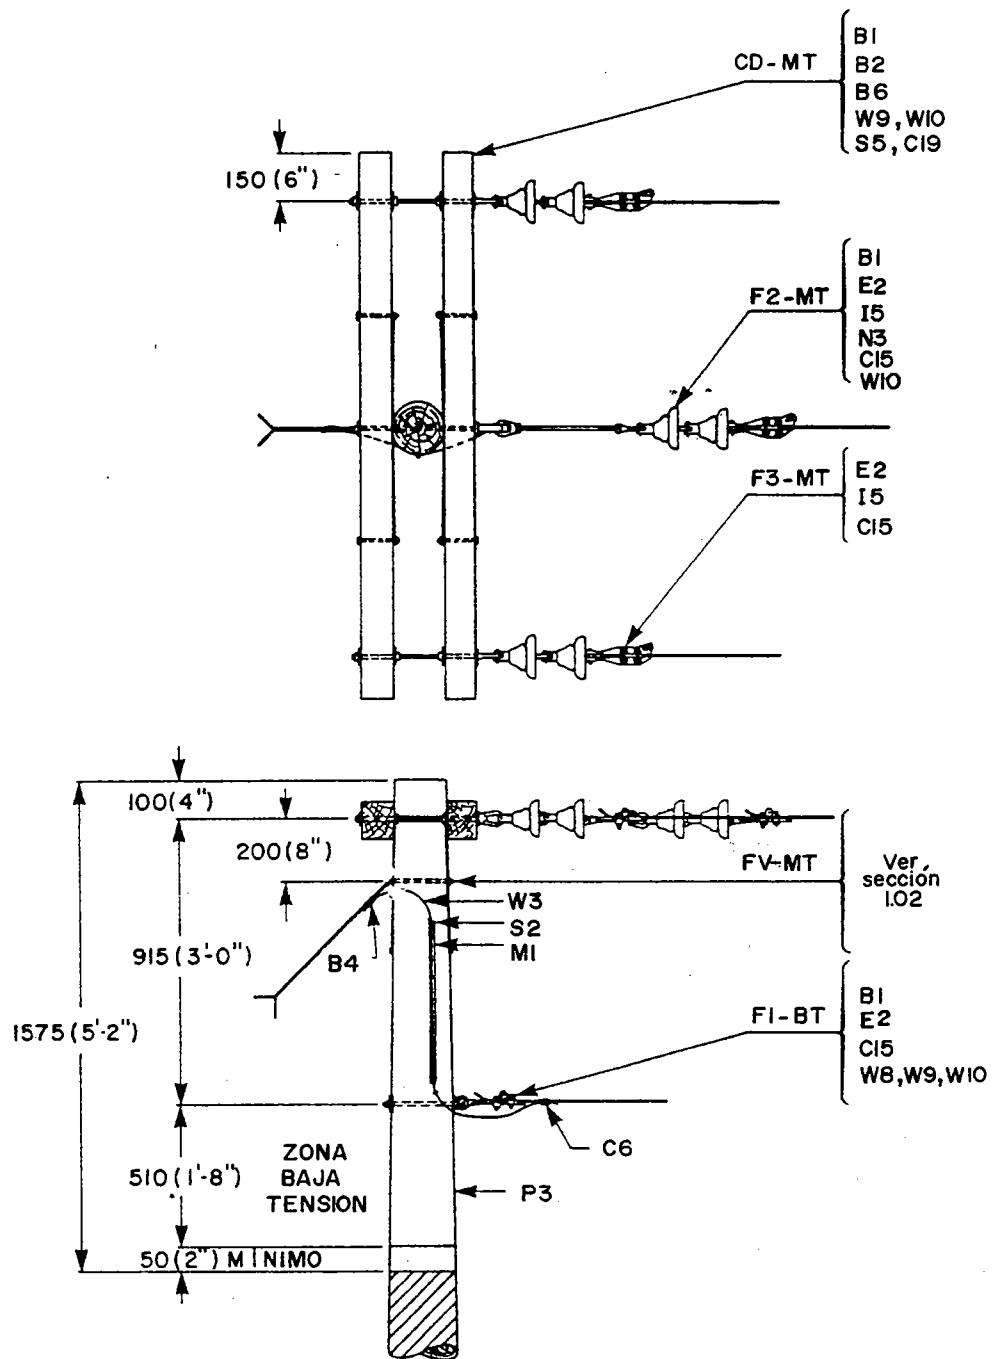 CD-MT
B1
B2
B6
W9, W10
S5, C19
150 (6")
F2-MT
B1
E2
I5
N3
C15
W10
F3-MT
E2
I5
C15
100 (4")
200 (8")
FV-MT
Ver
sección
1.02
W3
S2
M1
B4
915 (3'-0")
1575 (5'-2")
F1-BT
B1
E2
C15
W8, W9, W10
C6
510 (1'-8")
ZONA
BAJA
TENSION
P3
50 (2") MÍNIMO